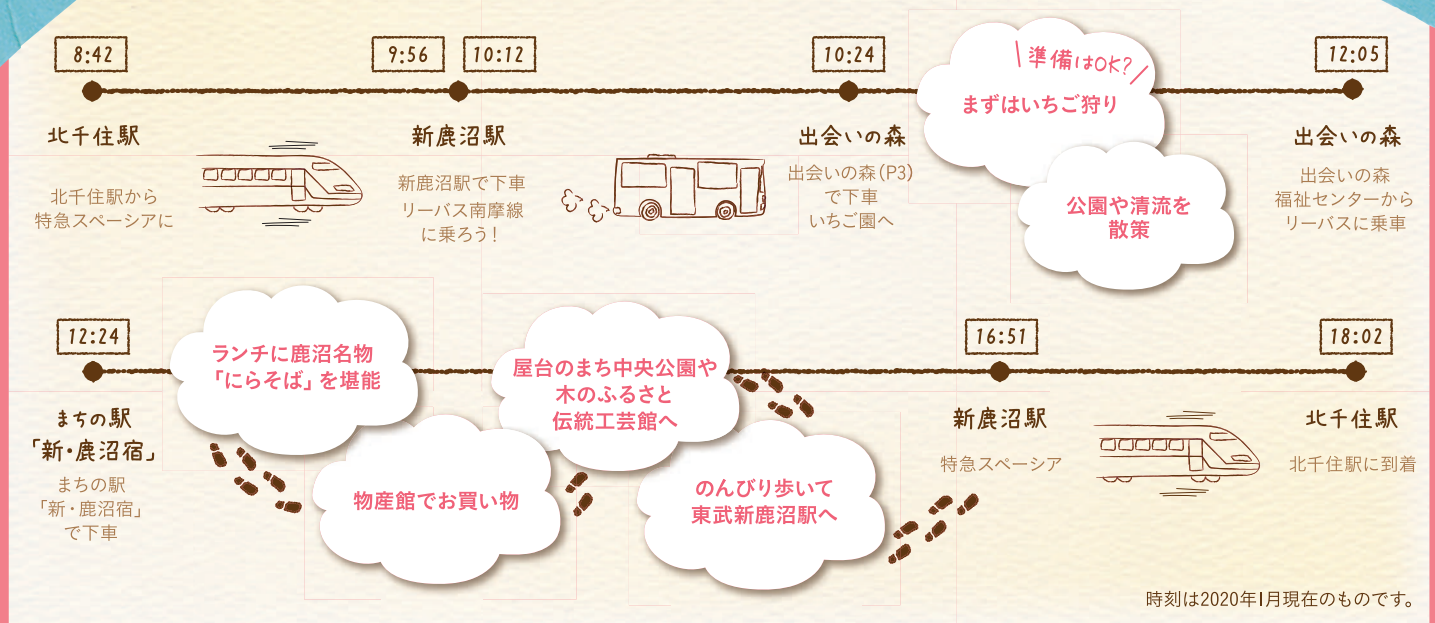 8:42
北千住駅
北千住駅から
特急スペーシアに
9:56
10:12
新鹿沼駅
新鹿沼駅で下車
リーバス南摩線
に乗ろう！
10:24
出会いの森
出会いの森（P3）
で下車
いちご園へ
準備はOK?
まずはいちご狩り
公園や清流を
散策
12:05
出会いの森
出会いの森
福祉センターから
リーバスに乗車
12:24
まちの駅
「新・鹿沼宿」
まちの駅
「新・鹿沼宿」
で下車
ランチに鹿沼名物
「にらそば」を堪能
物産館でお買い物
屋台のまち中央公園や
木のふるさと
伝統工芸館へ
のんびり歩いて
東武新鹿沼駅へ
16:51
新鹿沼駅
特急スペーシア
18:02
北千住駅
北千住駅に到着
時刻は2020年1月現在のものです。